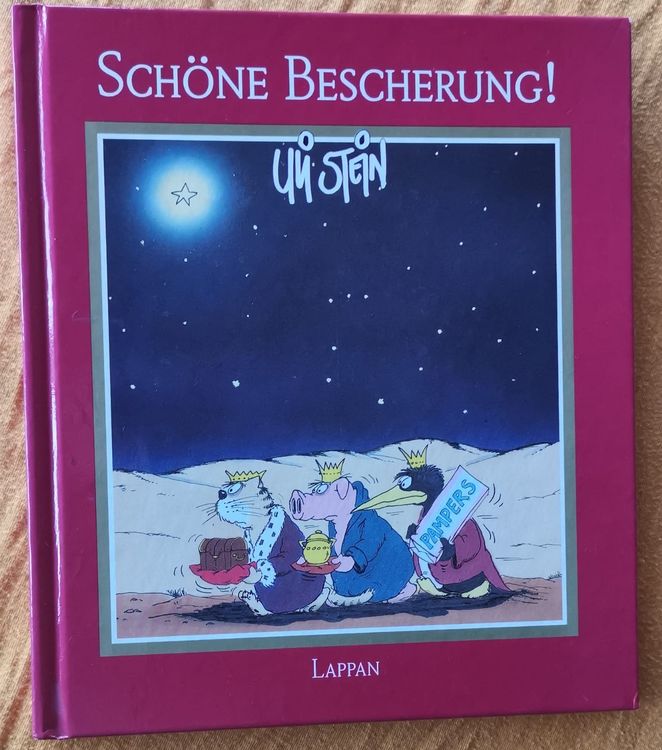 SCHÖNE BESCHERUNG!
ULI STEIN
PAMPERS
LAPPAN